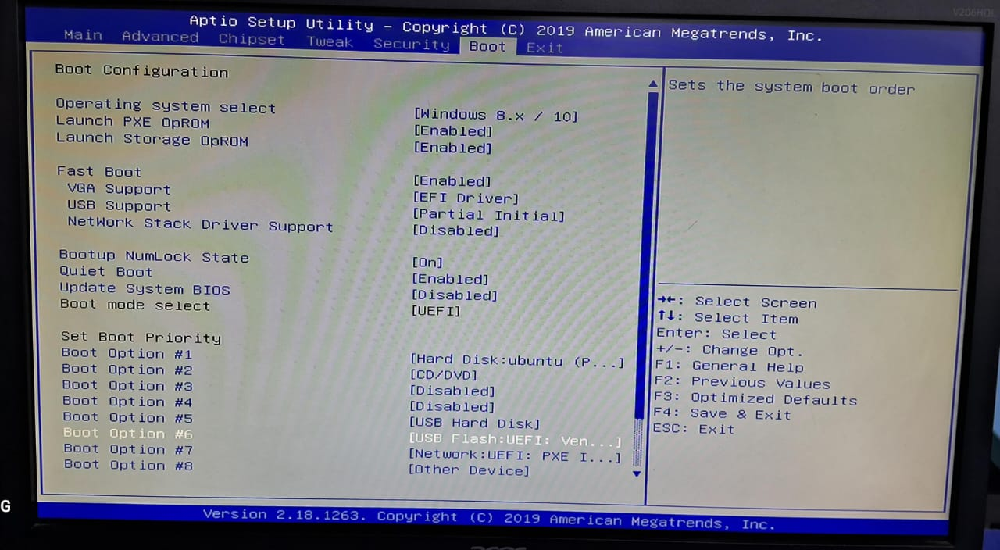 V206HQL
Aptio Setup Utility – Copyright (C) 2019 American Megatrends, Inc.
Main Advanced Chipset Tweak Security Boot Exit
Boot Configuration
Operating system select [Windows 8.x / 10]
Launch PXE OpROM [Enabled]
Launch Storage OpROM [Enabled]
Fast Boot [Enabled]
VGA Support [EFI Driver]
USB Support [Partial Initial]
NetWork Stack Driver Support [Disabled]
Bootup NumLock State [On]
Quiet Boot [Enabled]
Update System BIOS [Disabled]
Boot mode select [UEFI]
Set Boot Priority
Boot Option #1 [Hard Disk:ubuntu (P...]
Boot Option #2 [CD/DVD]
Boot Option #3 [Disabled]
Boot Option #4 [Disabled]
Boot Option #5 [USB Hard Disk]
Boot Option #6 [USB Flash:UEFI: Ven...]
Boot Option #7 [Network:UEFI: PXE I...]
Boot Option #8 [Other Device]
Sets the system boot order
→←: Select Screen
↑↓: Select Item
Enter: Select
+/-: Change Opt.
F1: General Help
F2: Previous Values
F3: Optimized Defaults
F4: Save & Exit
ESC: Exit
G
Version 2.18.1263. Copyright (C) 2019 American Megatrends, Inc.